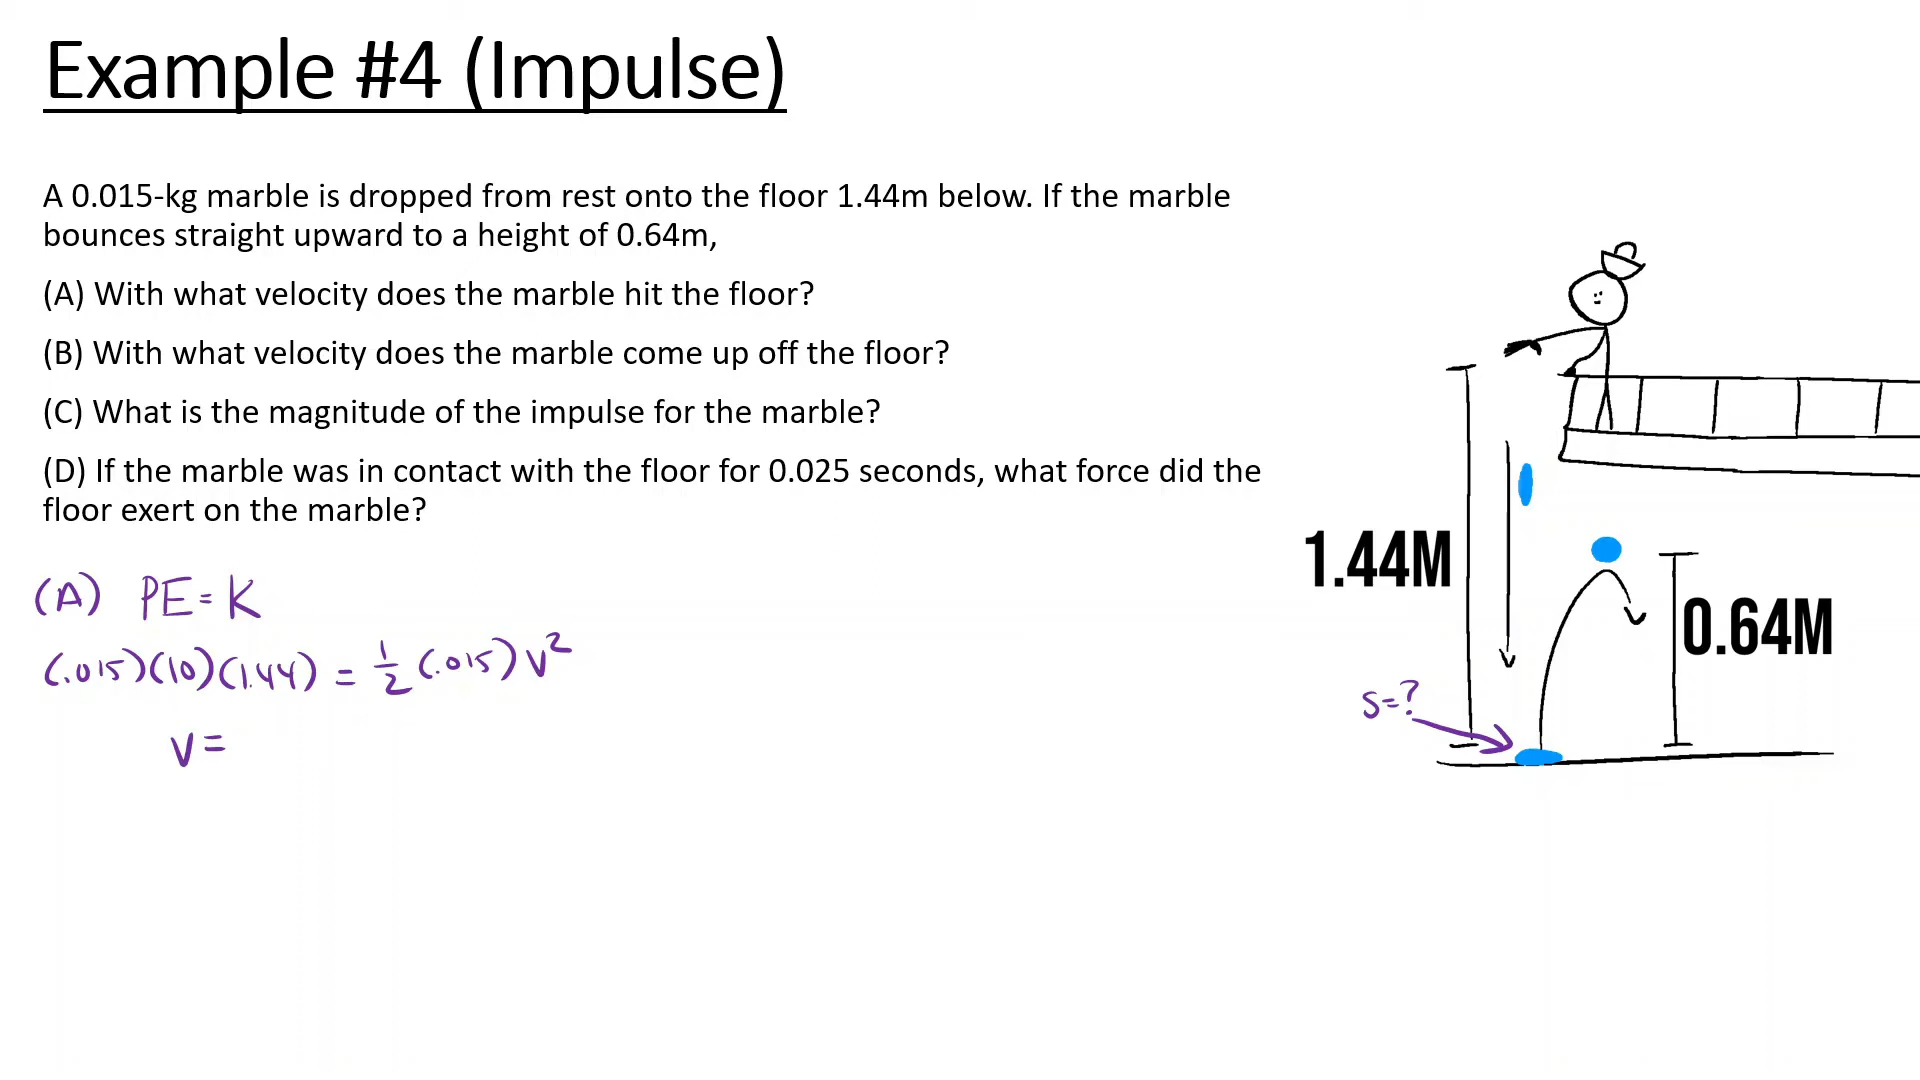 Example #4 (Impulse)
A 0.015-kg marble is dropped from rest onto the floor 1.44m below. If the marble
bounces straight upward to a height of 0.64m,
(A) With what velocity does the marble hit the floor?
(B) With what velocity does the marble come up off the floor?
(C) What is the magnitude of the impulse for the marble?
(D) If the marble was in contact with the floor for 0.025 seconds, what force did the
floor exert on the marble?
(A) PE = K
(.015)(10)(1.44) = 1/2 (.015) v²
v =
1.44M
0.64M
s=?